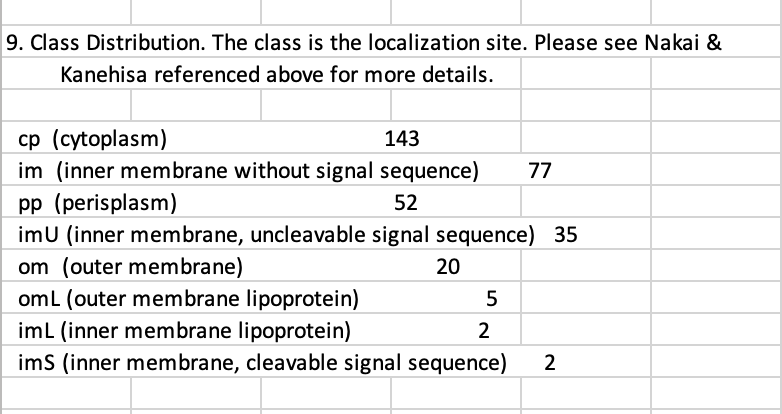 9. Class Distribution. The class is the localization site. Please see Nakai &
Kanehisa referenced above for more details.
cp (cytoplasm) 143
im (inner membrane without signal sequence) 77
pp (perisplasm) 52
imU (inner membrane, uncleavable signal sequence) 35
om (outer membrane) 20
omL (outer membrane lipoprotein) 5
imL (inner membrane lipoprotein) 2
imS (inner membrane, cleavable signal sequence) 2